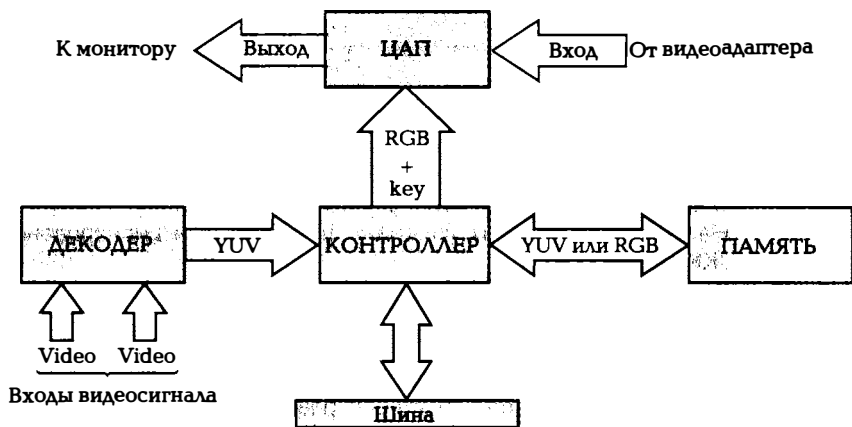 К монитору
Выход
ЦАП
Вход
От видеоадаптера
RGB
+
key
ДЕКОДЕР
YUV
КОНТРОЛЛЕР
YUV или RGB
ПАМЯТЬ
Video
Video
Входы видеосигнала
Шина